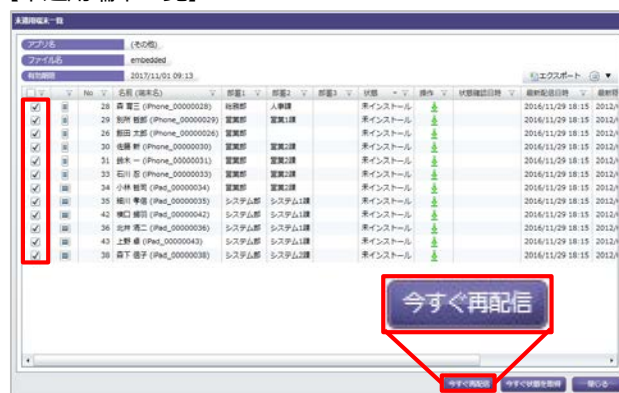 未適用端末一覧
アプリ名 (その他)
ファイル名 embedded
有効期限 2017/11/01 09:13
エクスポート
No 名前 (端末名) 部署1 部署2 部署3 状態 操作 状態確認日時 最新配信日時
28 森 富三 (iPhone_00000028) 総務部 人事課 未インストール 2016/11/29 18:15 2012/
29 別所 哲郎 (iPhone_00000029) 営業部 営業1課 未インストール 2016/11/29 18:15 2012/
26 飯田 太郎 (iPhone_00000026) 営業部 未インストール 2016/11/29 18:15 2012/
30 佐藤 新 (iPhone_00000030) 営業部 営業2課 未インストール 2016/11/29 18:15 2012/
31 鈴木 一 (iPhone_00000031) 営業部 営業2課 未インストール 2016/11/29 18:15 2012/
33 石川 忍 (iPhone_00000033) 営業部 営業2課 未インストール 2016/11/29 18:15 2012/
34 小林 哲司 (iPad_00000034) 営業部 営業2課 未インストール 2016/11/29 18:15 2012/
35 細川 孝信 (iPad_00000035) システム部 システム1課 未インストール 2016/11/29 18:15 2012/
42 横口 (iPad_00000042) システム部 システム1課 未インストール 2016/11/29 18:15 2012/
36 北井 清二 (iPad_00000036) システム部 システム1課 未インストール 2016/11/29 18:15 2012/
43 上野 卓 (iPad_00000043) システム部 システム1課 未インストール 2016/11/29 18:15 2012/
38 森下 信子 (iPad_00000038) システム部 システム2課 未インストール 2016/11/29 18:15 2012/
今すぐ再配信
今すぐ再配信 今すぐ状態を取得 閉じる